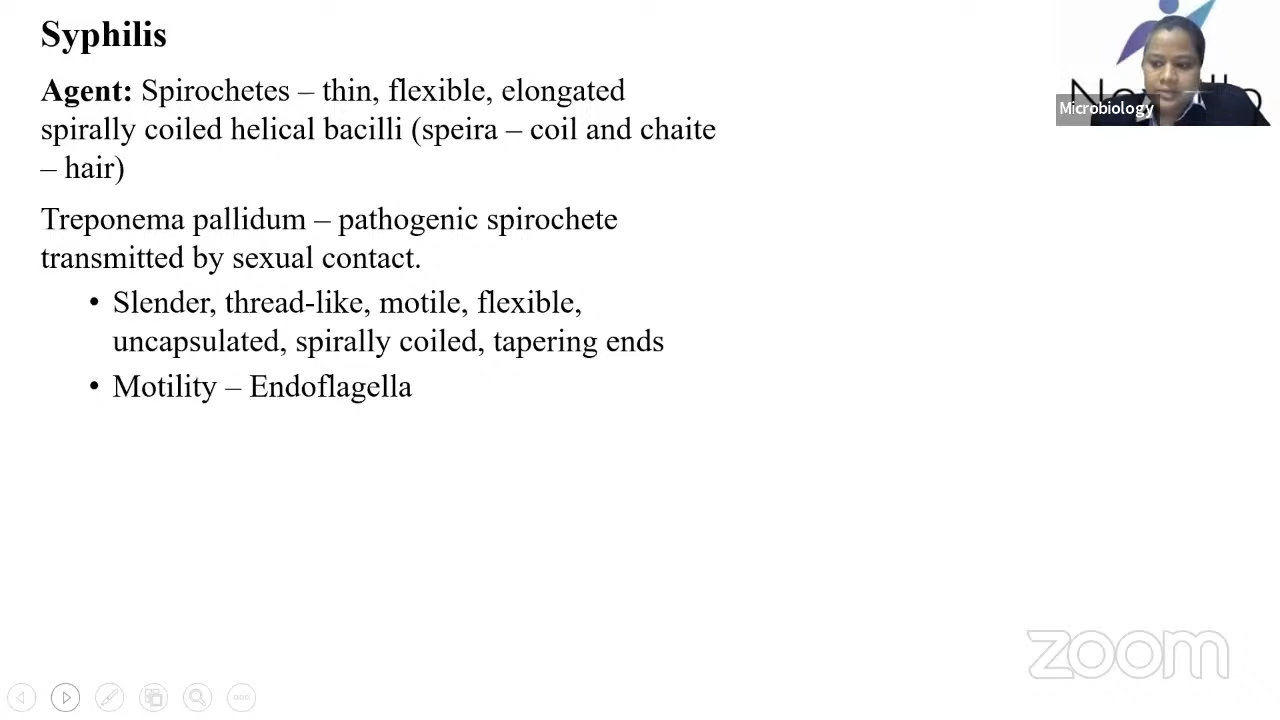 Syphilis
Agent: Spirochetes – thin, flexible, elongated
spirally coiled helical bacilli (speira – coil and chaite
– hair)
Treponema pallidum – pathogenic spirochete
transmitted by sexual contact.
• Slender, thread-like, motile, flexible,
uncapsulated, spirally coiled, tapering ends
• Motility – Endoflagella
Microbiology
zoom